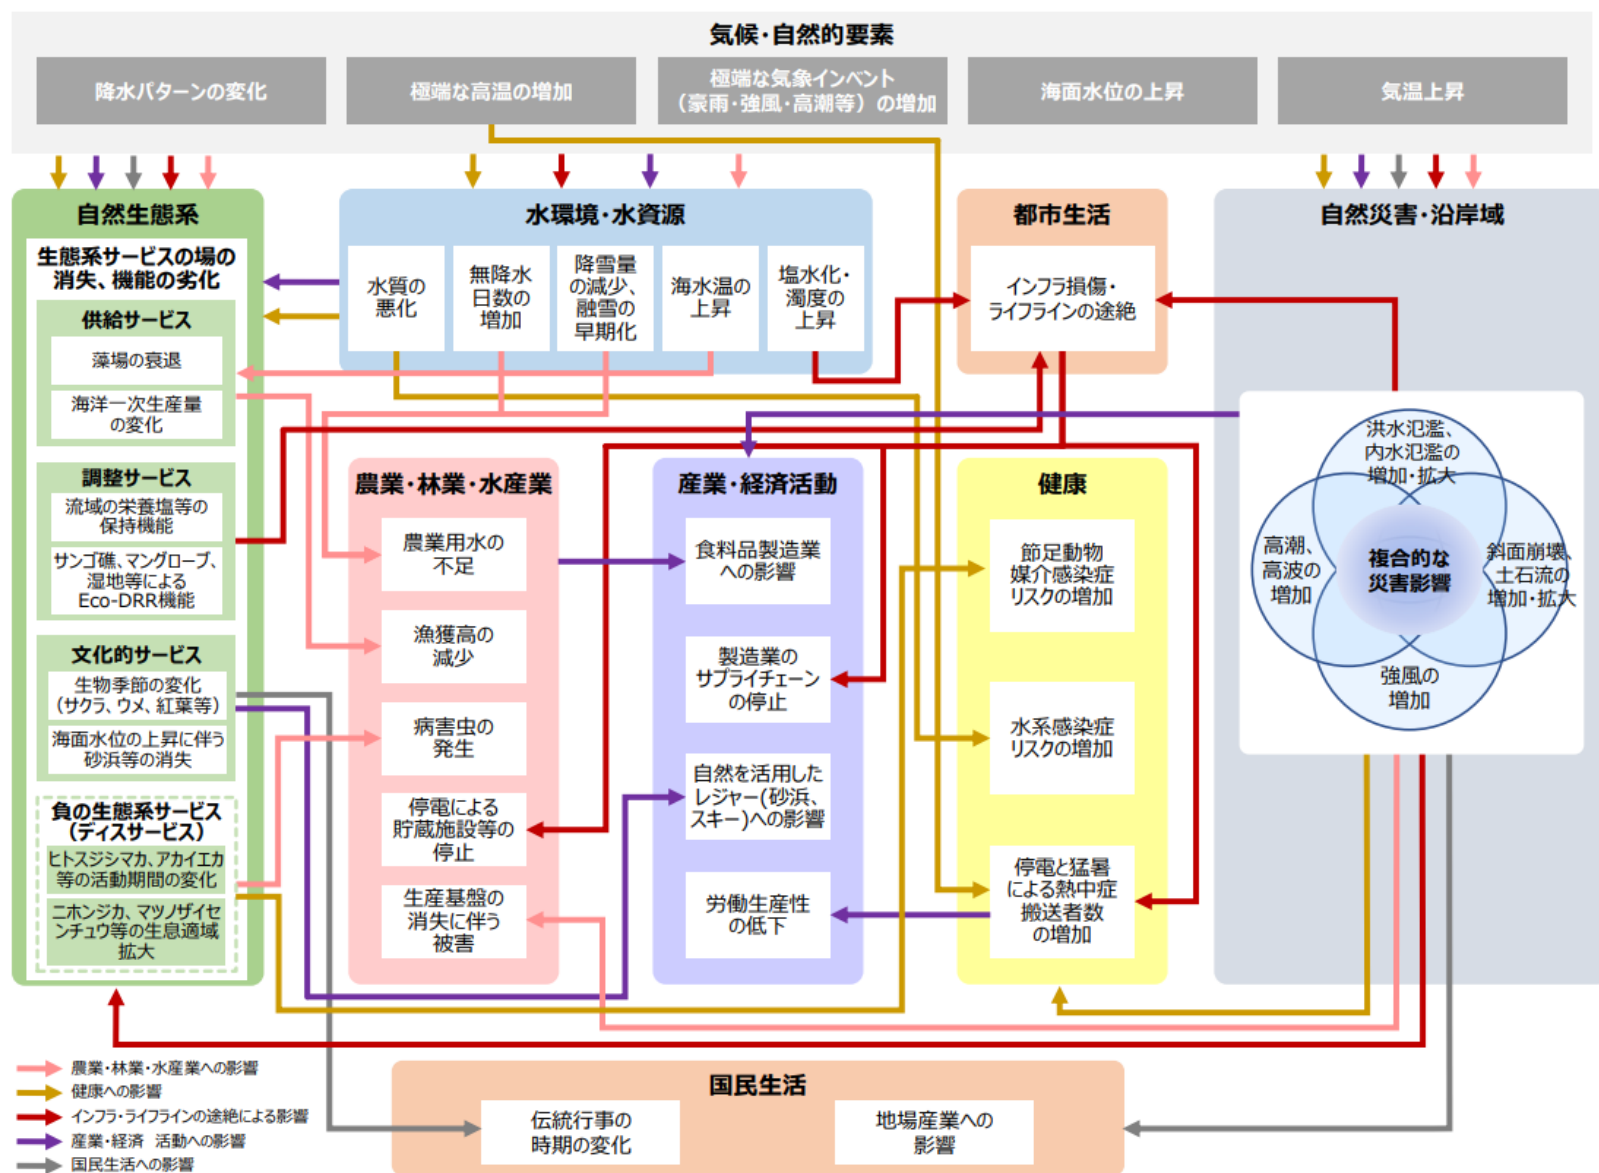 気候・自然的要素
降水パターンの変化
極端な高温の増加
極端な気象インベント
（豪雨・強風・高潮等）の増加
海面水位の上昇
気温上昇
自然生態系
生態系サービスの場の
消失、機能の劣化
供給サービス
藻場の衰退
海洋一次生産量
の変化
調整サービス
流域の栄養塩等の
保持機能
サンゴ礁、マングローブ、
湿地等による
Eco-DRR機能
文化的サービス
生物季節の変化
（サクラ、ウメ、紅葉等）
海面水位の上昇に伴う
砂浜等の消失
負の生態系サービス
（ディスサービス）
ヒトスジシマカ、アカイエカ
等の活動期間の変化
ニホンジカ、マツノザイセ
ンチュウ等の生息適域
拡大
水環境・水資源
水質の
悪化
無降水
日数の
増加
降雪量
の減少、
融雪の
早期化
海水温の
上昇
塩水化・
濁度の
上昇
都市生活
インフラ損傷・
ライフラインの途絶
自然災害・沿岸域
洪水氾濫、
内水氾濫の
増加・拡大
高潮、
高波の
増加
複合的な
災害影響
斜面崩壊、
土石流の
増加・拡大
強風の
増加
農業・林業・水産業
農業用水の
不足
漁獲高の
減少
病害虫の
発生
停電による
貯蔵施設等の
停止
生産基盤の
消失に伴う
被害
産業・経済活動
食料品製造業
への影響
製造業の
サプライチェーン
の停止
自然を活用した
レジャー(砂浜、
スキー)への影響
労働生産性
の低下
健康
節足動物
媒介感染症
リスクの増加
水系感染症
リスクの増加
停電と猛暑
による熱中症
搬送者数
の増加
国民生活
伝統行事の
時期の変化
地場産業への
影響
農業・林業・水産業への影響
健康への影響
インフラ・ライフラインの途絶による影響
産業・経済 活動への影響
国民生活への影響